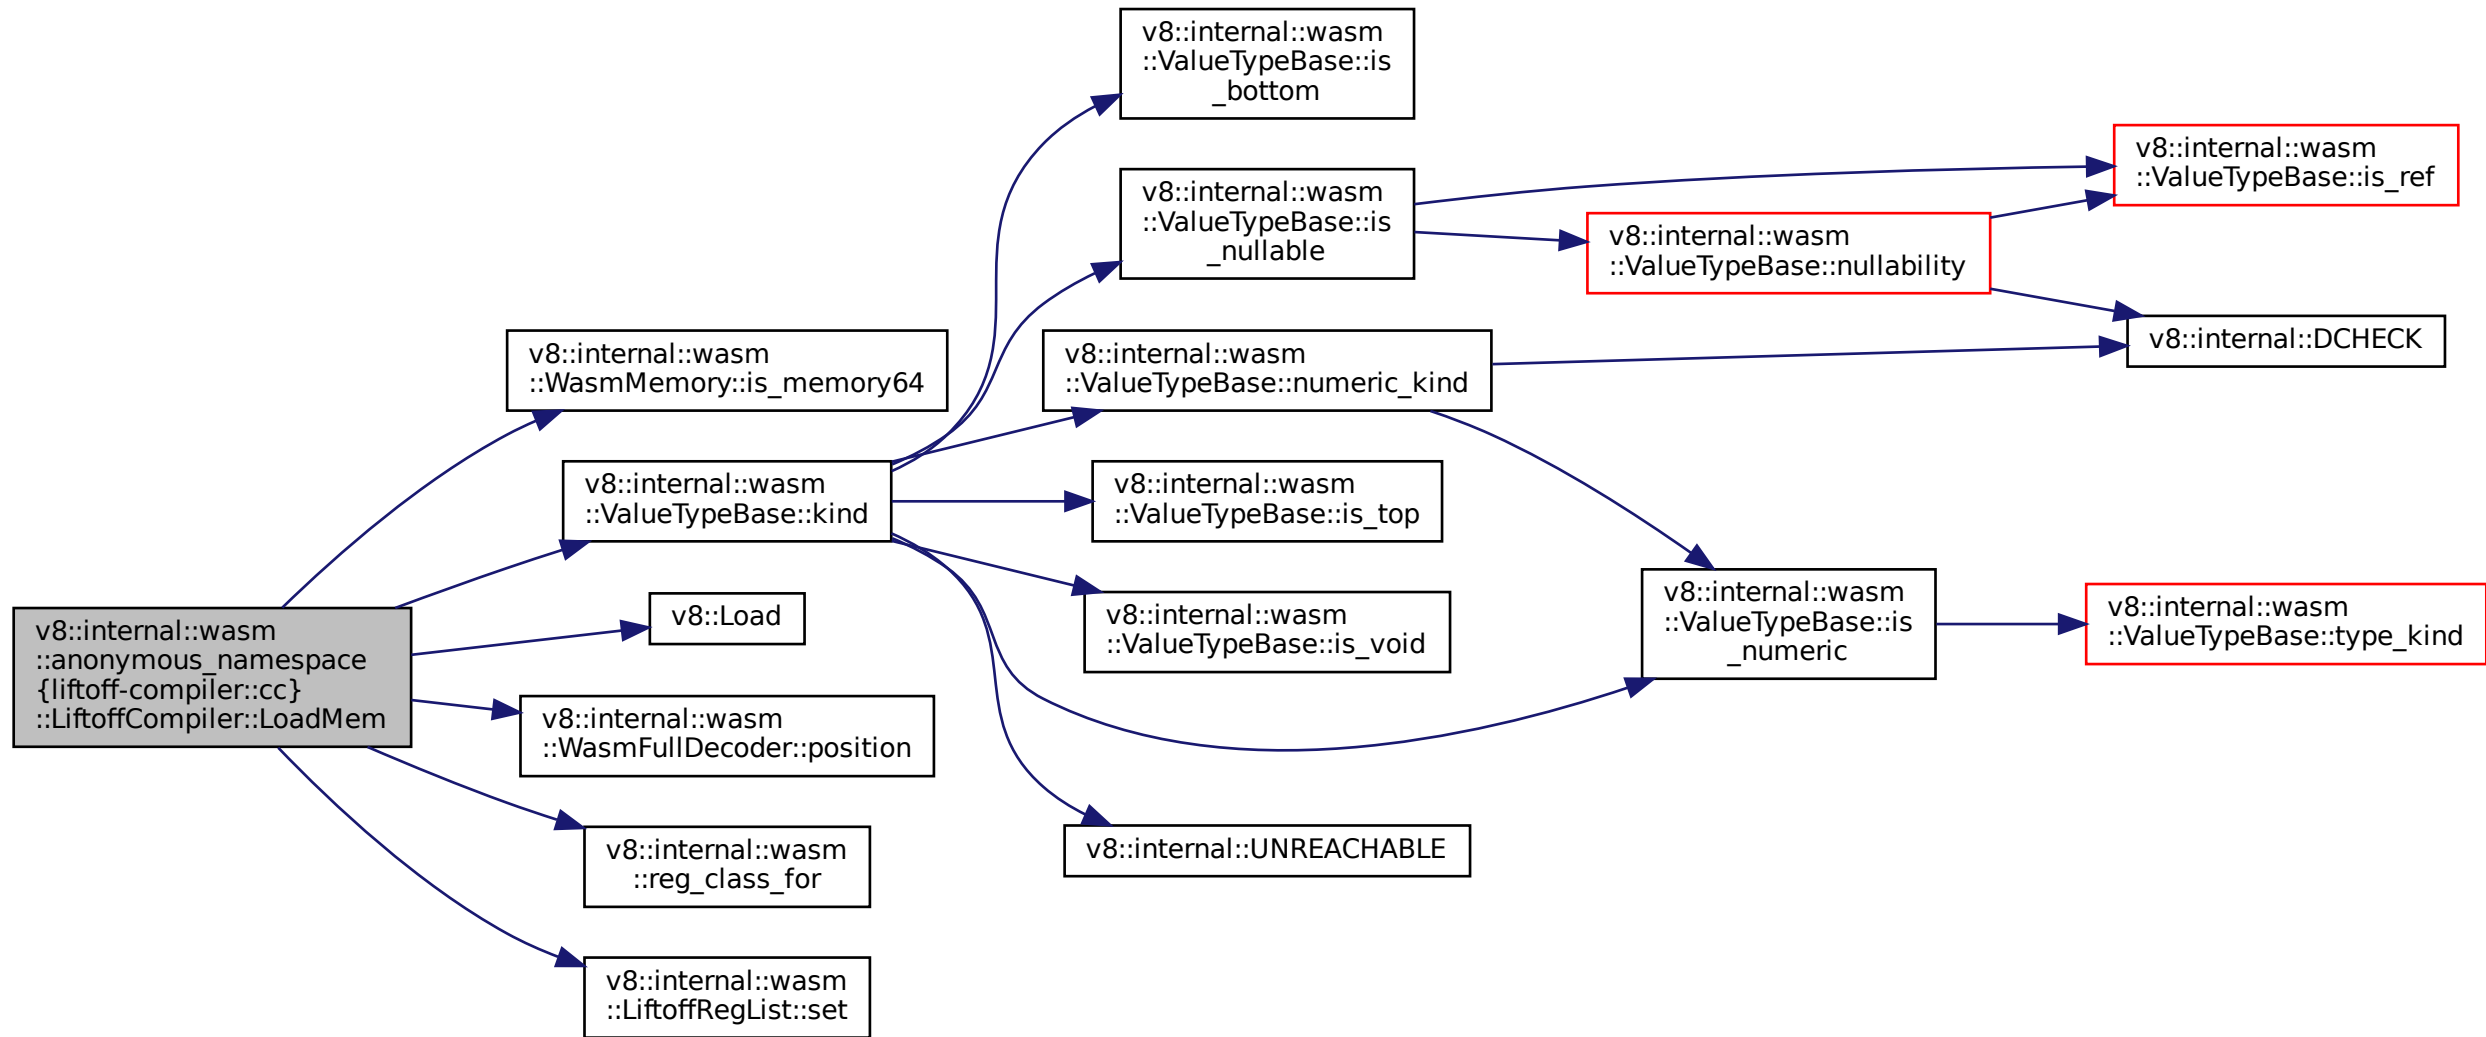 v8::internal::wasm
::anonymous_namespace
{liftoff-compiler::cc}
::LiftoffCompiler::LoadMem
v8::internal::wasm
::WasmMemory::is_memory64
v8::internal::wasm
::ValueTypeBase::kind
v8::Load
v8::internal::wasm
::WasmFullDecoder::position
v8::internal::wasm
::reg_class_for
v8::internal::wasm
::LiftoffRegList::set
v8::internal::wasm
::ValueTypeBase::is
_bottom
v8::internal::wasm
::ValueTypeBase::is
_nullable
v8::internal::wasm
::ValueTypeBase::numeric_kind
v8::internal::wasm
::ValueTypeBase::is_top
v8::internal::wasm
::ValueTypeBase::is_void
v8::internal::UNREACHABLE
v8::internal::wasm
::ValueTypeBase::nullability
v8::internal::wasm
::ValueTypeBase::is
_numeric
v8::internal::wasm
::ValueTypeBase::is_ref
v8::internal::DCHECK
v8::internal::wasm
::ValueTypeBase::type_kind